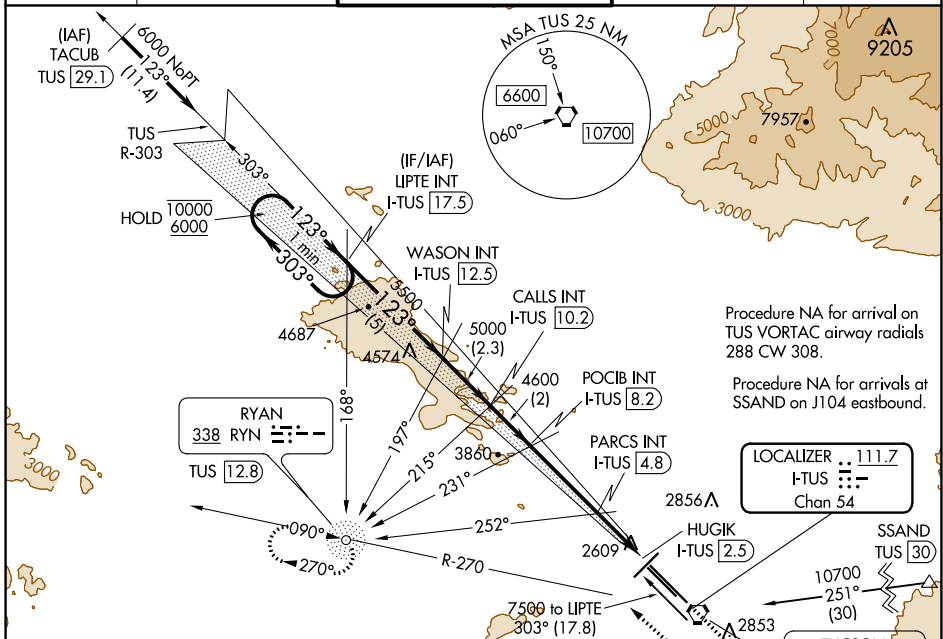 (IAF)
TACUB
TUS 29.1
6000 NoPT
123°
(11.4)
TUS
R-303
303°
HOLD 10000
6000
123°
1 min
303°
MSA TUS 25 NM
150°
6600
060°
10700
9205
7000
7957
5000
3000
(IF/IAF)
LIPTE INT
I-TUS 17.5
WASON INT
I-TUS 12.5
CALLS INT
I-TUS 10.2
5500
123°
(5)
4687
4574
5000
(2.3)
4600
(2)
POCIB INT
I-TUS 8.2
PARCS INT
I-TUS 4.8
Procedure NA for arrival on
TUS VORTAC airway radials
288 CW 308.
Procedure NA for arrivals at
SSAND on J104 eastbound.
RYAN
338 RYN
TUS 12.8
3000
168°
197°
215°
231°
252°
3860
LOCALIZER 111.7
I-TUS
Chan 54
2856
HUGIK
I-TUS 2.5
2609
SSAND
TUS 30
090°
270°
R-270
10700
251°
(30)
7500 to LIPTE
303° (17.8)
2853